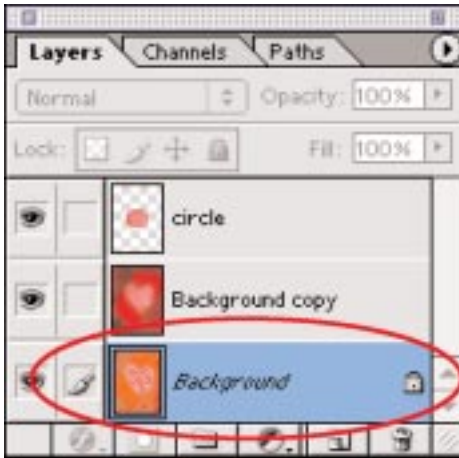 Layers Channels Paths
Normal Opacity: 100%
Lock: Fill: 100%
circle
Background copy
Background